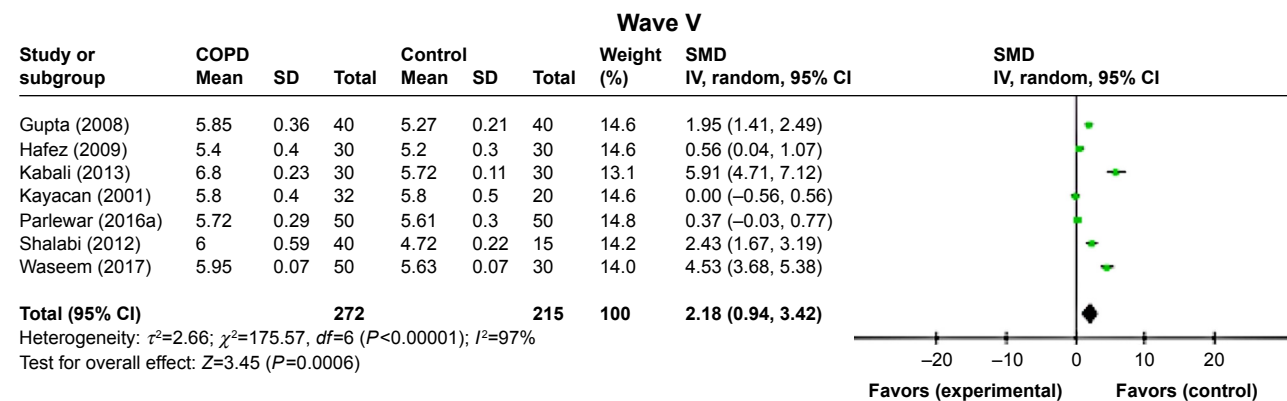 Wave V
Study or subgroup COPD Control Weight (%) SMD IV, random, 95% CI SMD IV, random, 95% CI
Mean SD Total Mean SD Total
Gupta (2008) 5.85 0.36 40 5.27 0.21 40 14.6 1.95 (1.41, 2.49)
Hafez (2009) 5.4 0.4 30 5.2 0.3 30 14.6 0.56 (0.04, 1.07)
Kabali (2013) 6.8 0.23 30 5.72 0.11 30 13.1 5.91 (4.71, 7.12)
Kayacan (2001) 5.8 0.4 32 5.8 0.5 20 14.6 0.00 (–0.56, 0.56)
Parlewar (2016a) 5.72 0.29 50 5.61 0.3 50 14.8 0.37 (–0.03, 0.77)
Shalabi (2012) 6 0.59 40 4.72 0.22 15 14.2 2.43 (1.67, 3.19)
Waseem (2017) 5.95 0.07 50 5.63 0.07 30 14.0 4.53 (3.68, 5.38)
Total (95% CI) 272 215 100 2.18 (0.94, 3.42)
Heterogeneity: τ²=2.66; χ²=175.57, df=6 (P<0.00001); I²=97%
Test for overall effect: Z=3.45 (P=0.0006)
–20 –10 0 10 20
Favors (experimental) Favors (control)